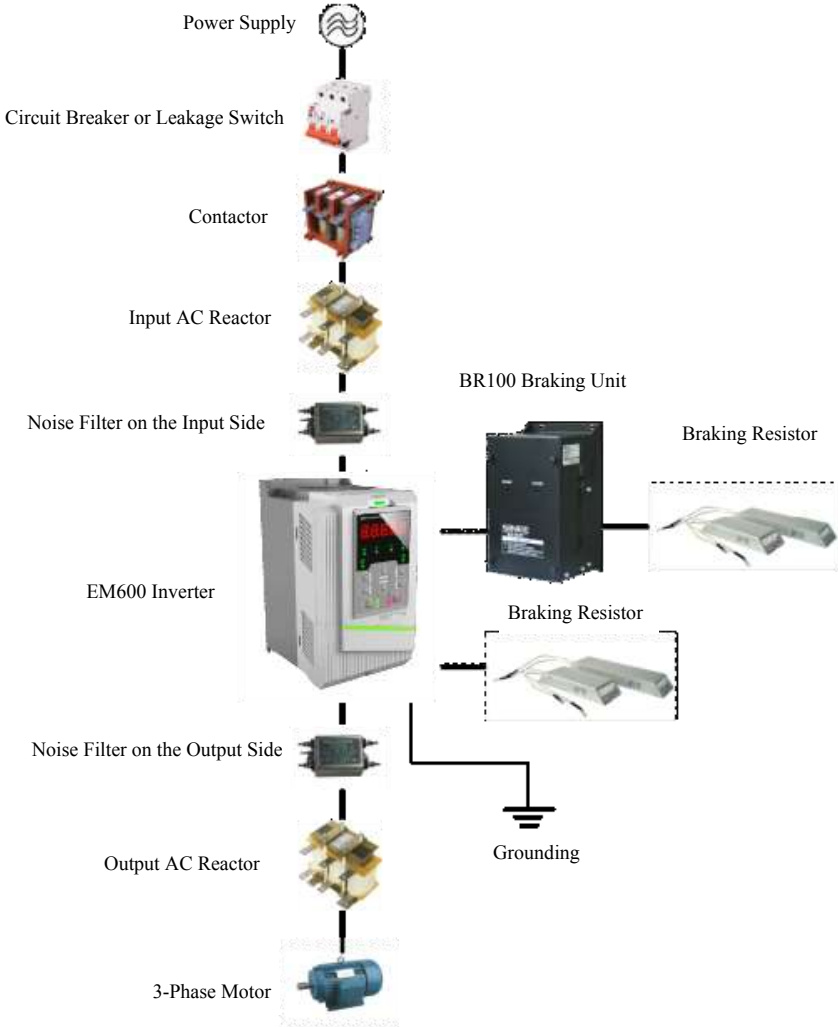 Power Supply
Circuit Breaker or Leakage Switch
Contactor
Input AC Reactor
BR100 Braking Unit
Noise Filter on the Input Side
Braking Resistor
SINEE
EM600 Inverter
Braking Resistor
Noise Filter on the Output Side
Grounding
Output AC Reactor
3-Phase Motor